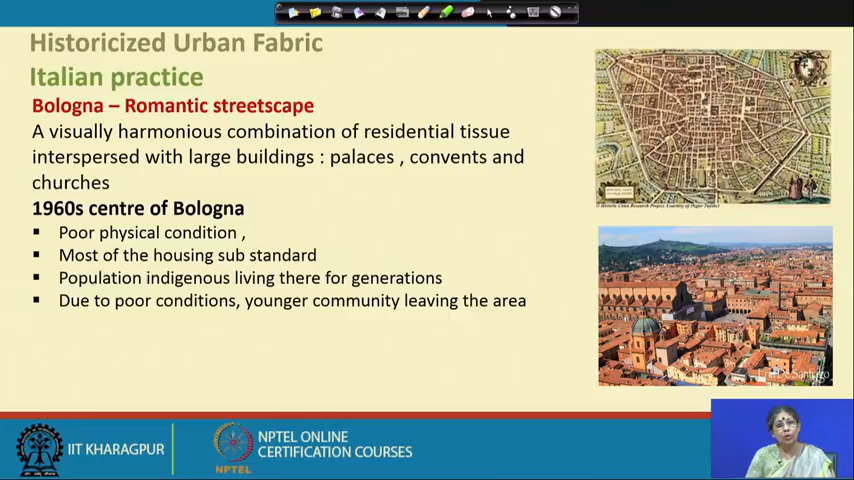 Historicized Urban Fabric
Italian practice
Bologna – Romantic streetscape
A visually harmonious combination of residential tissue
interspersed with large buildings : palaces , convents and
churches
1960s centre of Bologna
▪ Poor physical condition ,
▪ Most of the housing sub standard
▪ Population indigenous living there for generations
▪ Due to poor conditions, younger community leaving the area
IIT KHARAGPUR
NPTEL
NPTEL ONLINE
CERTIFICATION COURSES